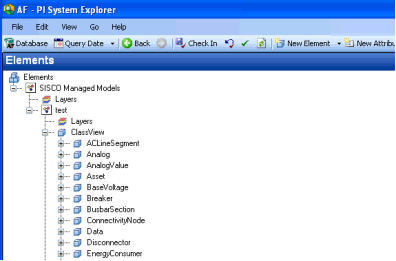 AF - PI System Explorer
File Edit View Go Help
Database Query Date Back Check In New Element New Attribu
Elements
Elements
SISCO Managed Models
Layers
test
Layers
ClassView
ACLineSegment
Analog
AnalogValue
Asset
BaseVoltage
Breaker
BusbarSection
ConnectivityNode
Data
Disconnector
EnergyConsumer